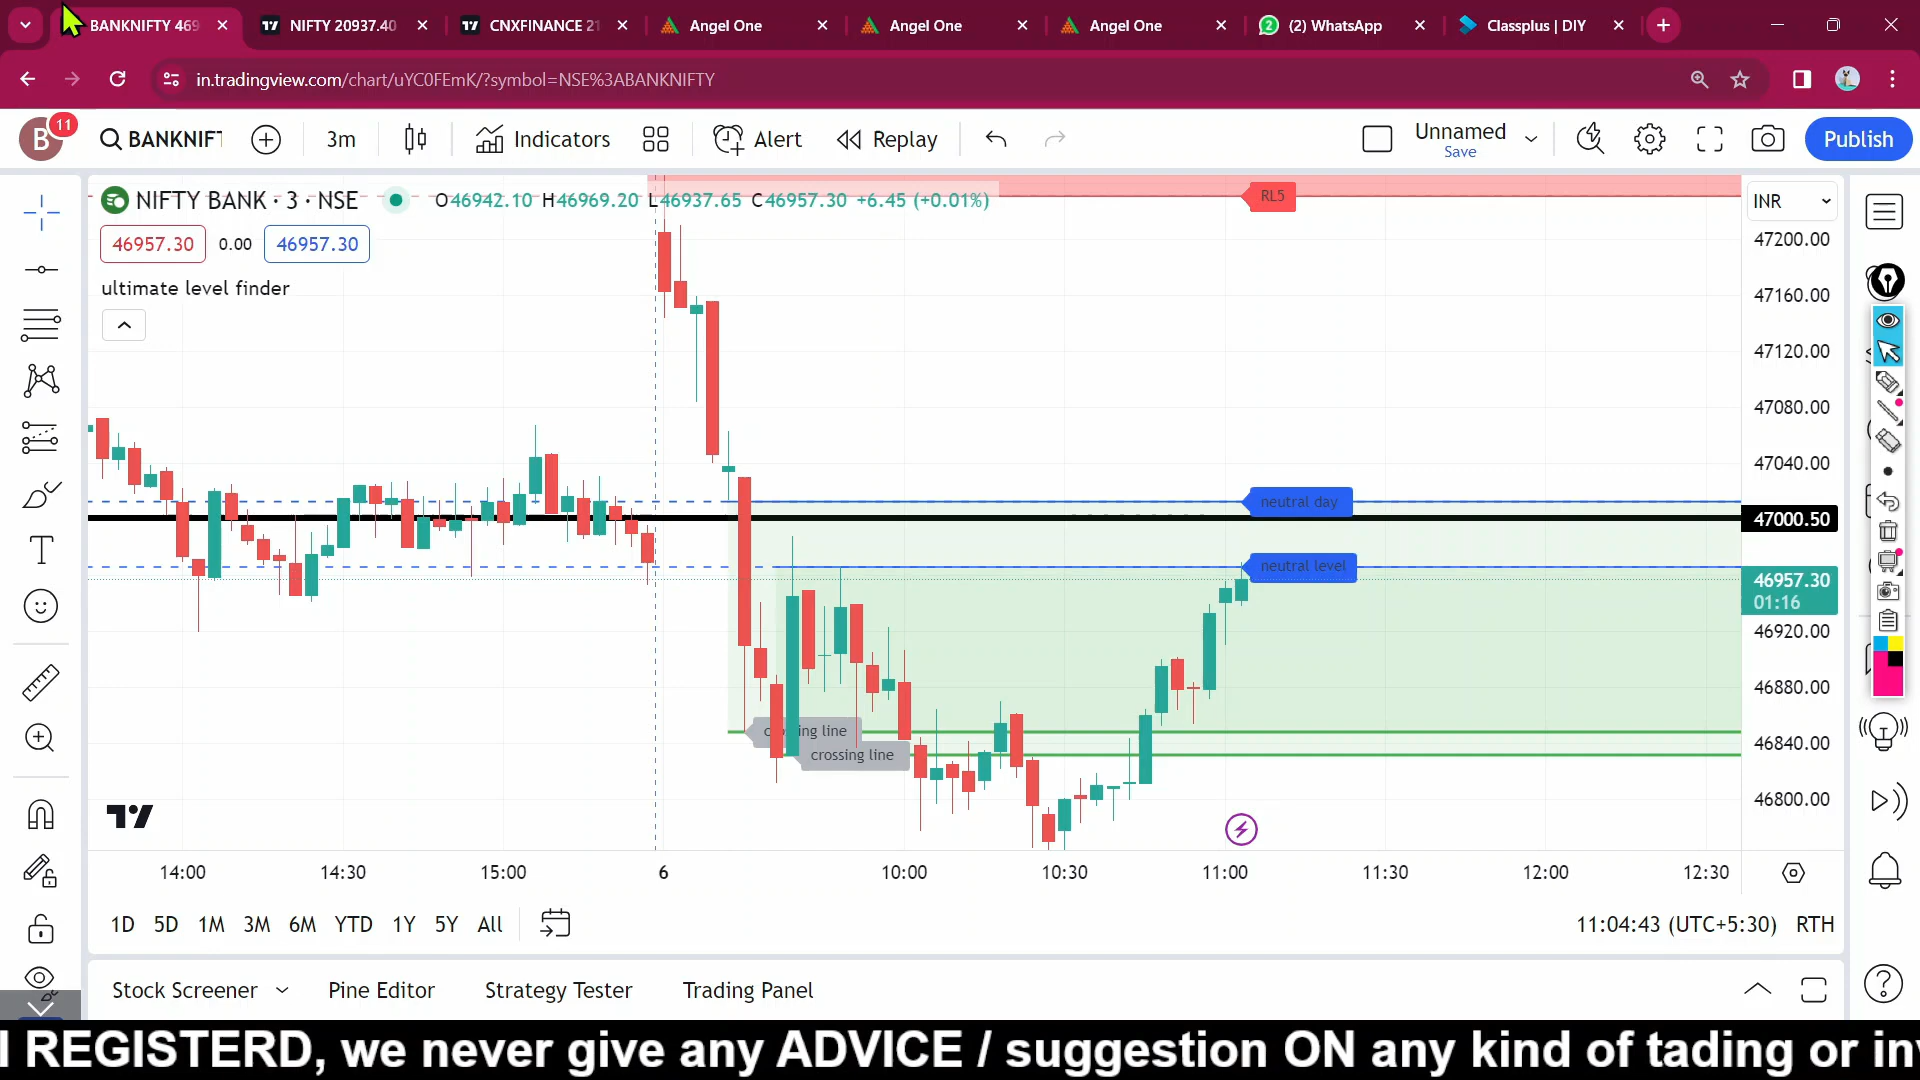 BANKNIFTY 469
NIFTY 20937.40
CNXFINANCE 21
Angel One
Angel One
Angel One
(2) WhatsApp
Classplus | DIY
in.tradingview.com/chart/uYC0FEmK/?symbol=NSE%3ABANKNIFTY
B
11
BANKNIFT
3m
Indicators
Alert
Replay
Unnamed
Save
Publish
NIFTY BANK · 3 · NSE
O46942.10 H46969.20 L46937.65 C46957.30 +6.45 (+0.01%)
RL5
INR
46957.30
0.00
46957.30
ultimate level finder
47200.00
47160.00
47120.00
47080.00
47040.00
neutral day
47000.50
neutral level
46957.30
01:16
46920.00
46880.00
crossing line
crossing line
46840.00
46800.00
14:00
14:30
15:00
6
10:00
10:30
11:00
11:30
12:00
12:30
1D
5D
1M
3M
6M
YTD
1Y
5Y
All
11:04:43 (UTC+5:30)
RTH
Stock Screener
Pine Editor
Strategy Tester
Trading Panel
I REGISTERD, we never give any ADVICE / suggestion ON any kind of tading or inv